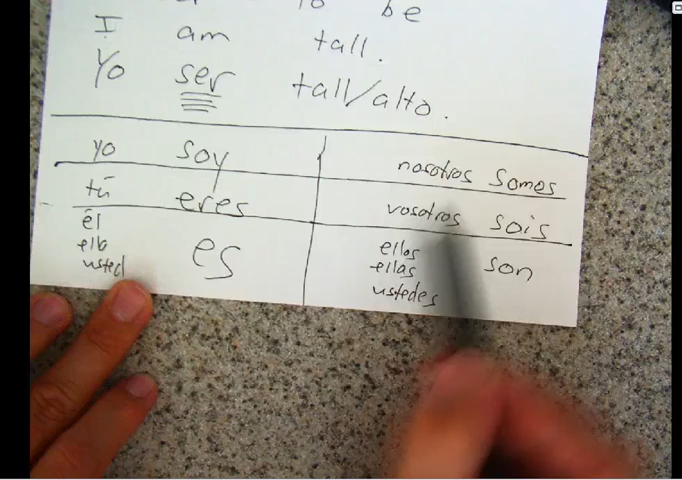 to be
I am tall.
Yo ser tall/alto.
yo soy nosotros somos
tú eres vosotros sois
él
ella es
usted
ellos
ellas son
ustedes